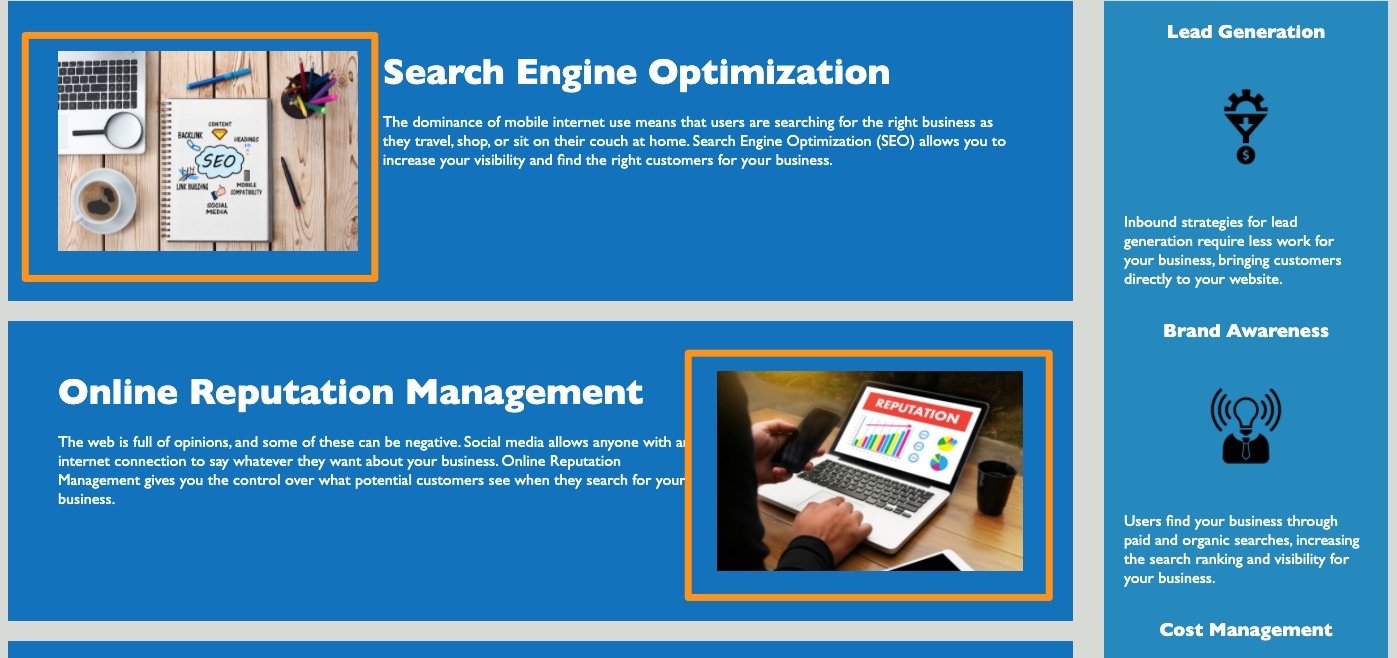 Search Engine Optimization
The dominance of mobile internet use means that users are searching for the right business as
they travel, shop, or sit on their couch at home. Search Engine Optimization (SEO) allows you to
increase your visibility and find the right customers for your business.
CONTENT
BACKLINK
HEADINGS
SEO
LINK BUILDING
MOBILE
COMPATIBILITY
SOCIAL
MEDIA
Online Reputation Management
The web is full of opinions, and some of these can be negative. Social media allows anyone with
internet connection to say whatever they want about your business. Online Reputation
Management gives you the control over what potential customers see when they search for your
business.
REPUTATION
Lead Generation
$
Inbound strategies for lead
generation require less work for
your business, bringing customers
directly to your website.
Brand Awareness
Users find your business through
paid and organic searches, increasing
the search ranking and visibility for
your business.
Cost Management